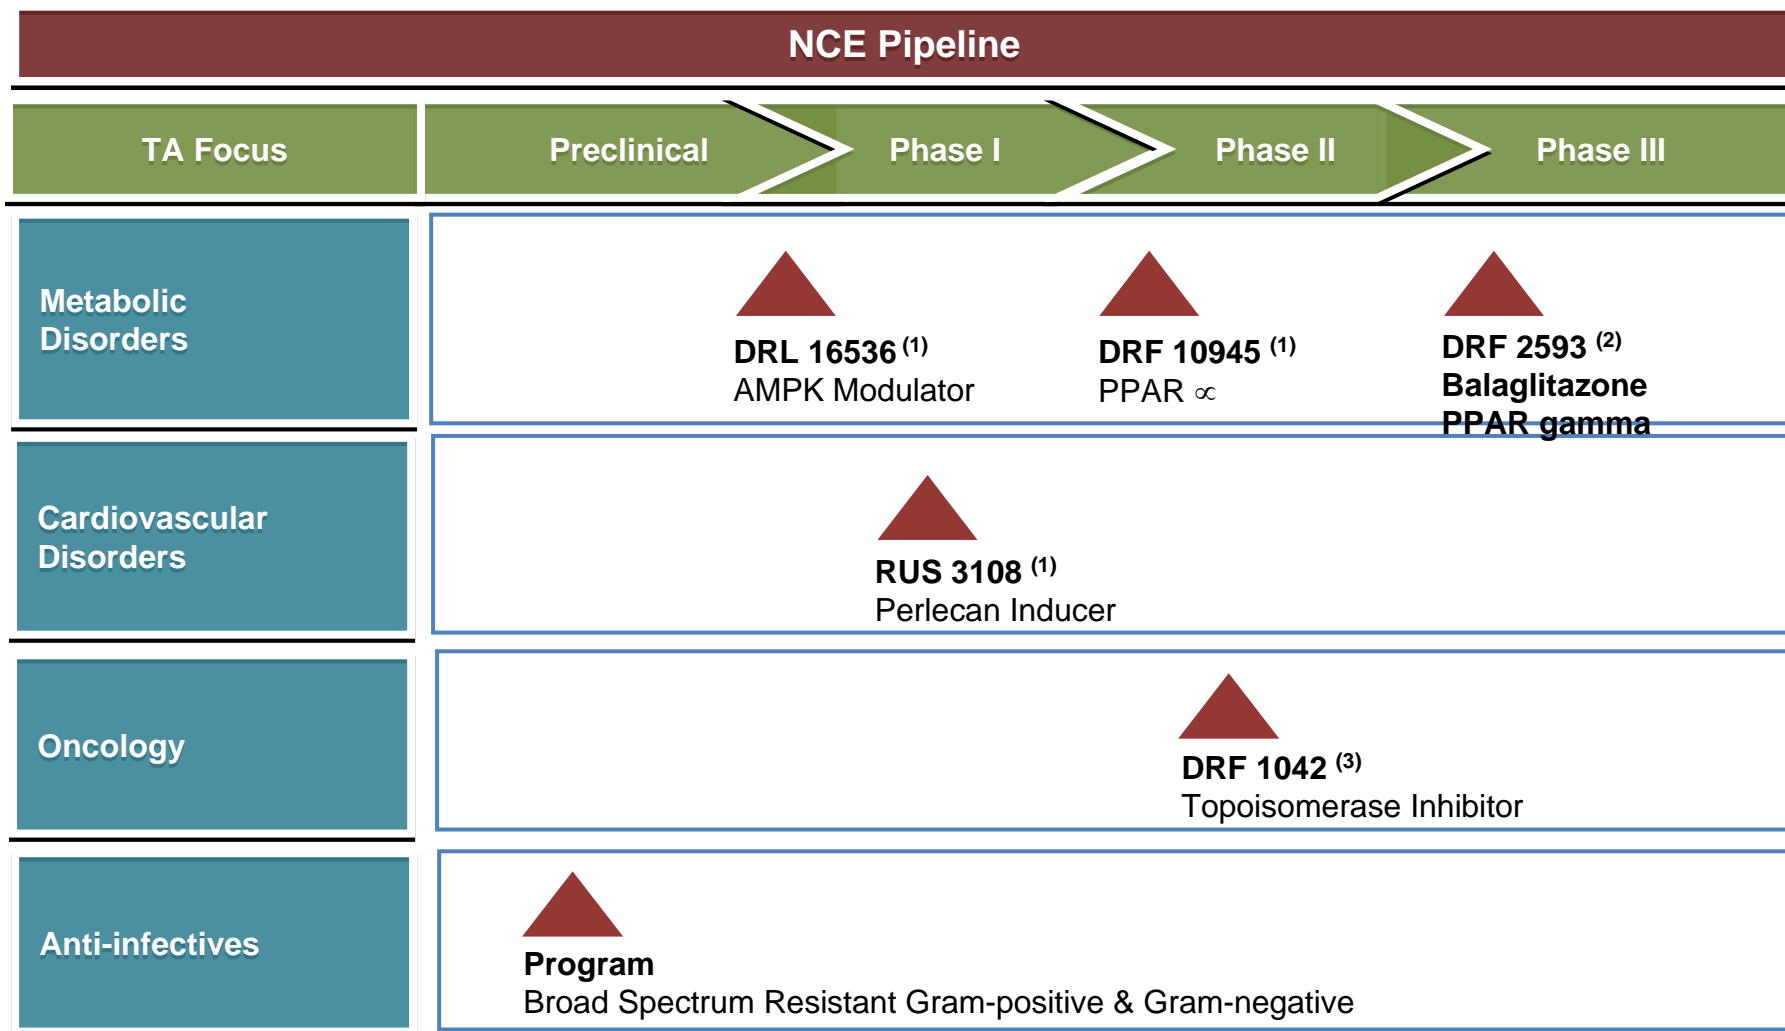 NCE Pipeline
TA Focus
Preclinical
Phase I
Phase II
Phase III
Metabolic
Disorders
DRL 16536 (1)
AMPK Modulator
DRF 10945 (1)
PPAR ∝
DRF 2593 (2)
Balaglitazone
PPAR gamma
Cardiovascular
Disorders
RUS 3108 (1)
Perlecan Inducer
Oncology
DRF 1042 (3)
Topoisomerase Inhibitor
Anti-infectives
Program
Broad Spectrum Resistant Gram-positive & Gram-negative